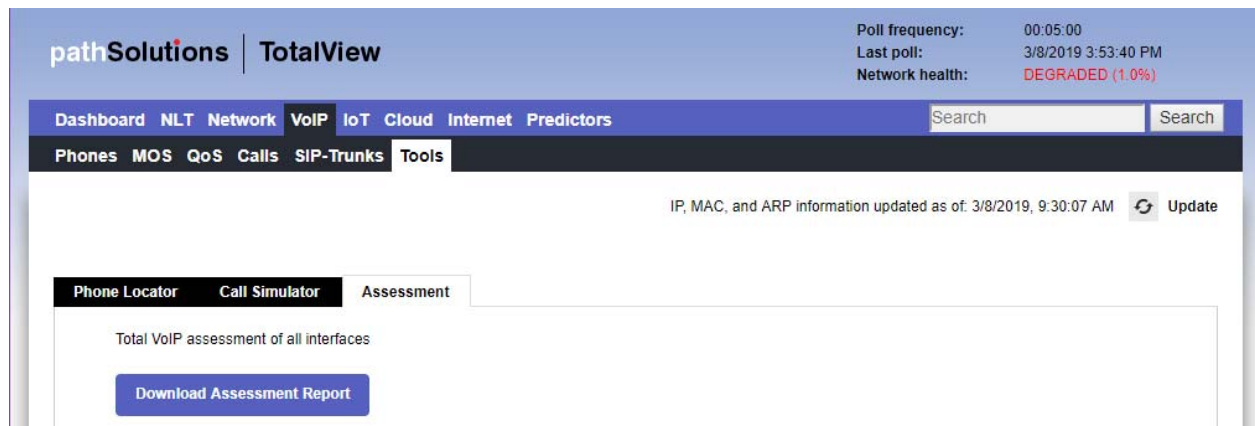 pathSolutions | TotalView
Poll frequency: 00:05:00
Last poll: 3/8/2019 3:53:40 PM
Network health: DEGRADED (1.0%)
Dashboard NLT Network VoIP IoT Cloud Internet Predictors Search Search
Phones MOS QoS Calls SIP-Trunks Tools
IP, MAC, and ARP information updated as of: 3/8/2019, 9:30:07 AM Update
Phone Locator Call Simulator Assessment
Total VoIP assessment of all interfaces
Download Assessment Report